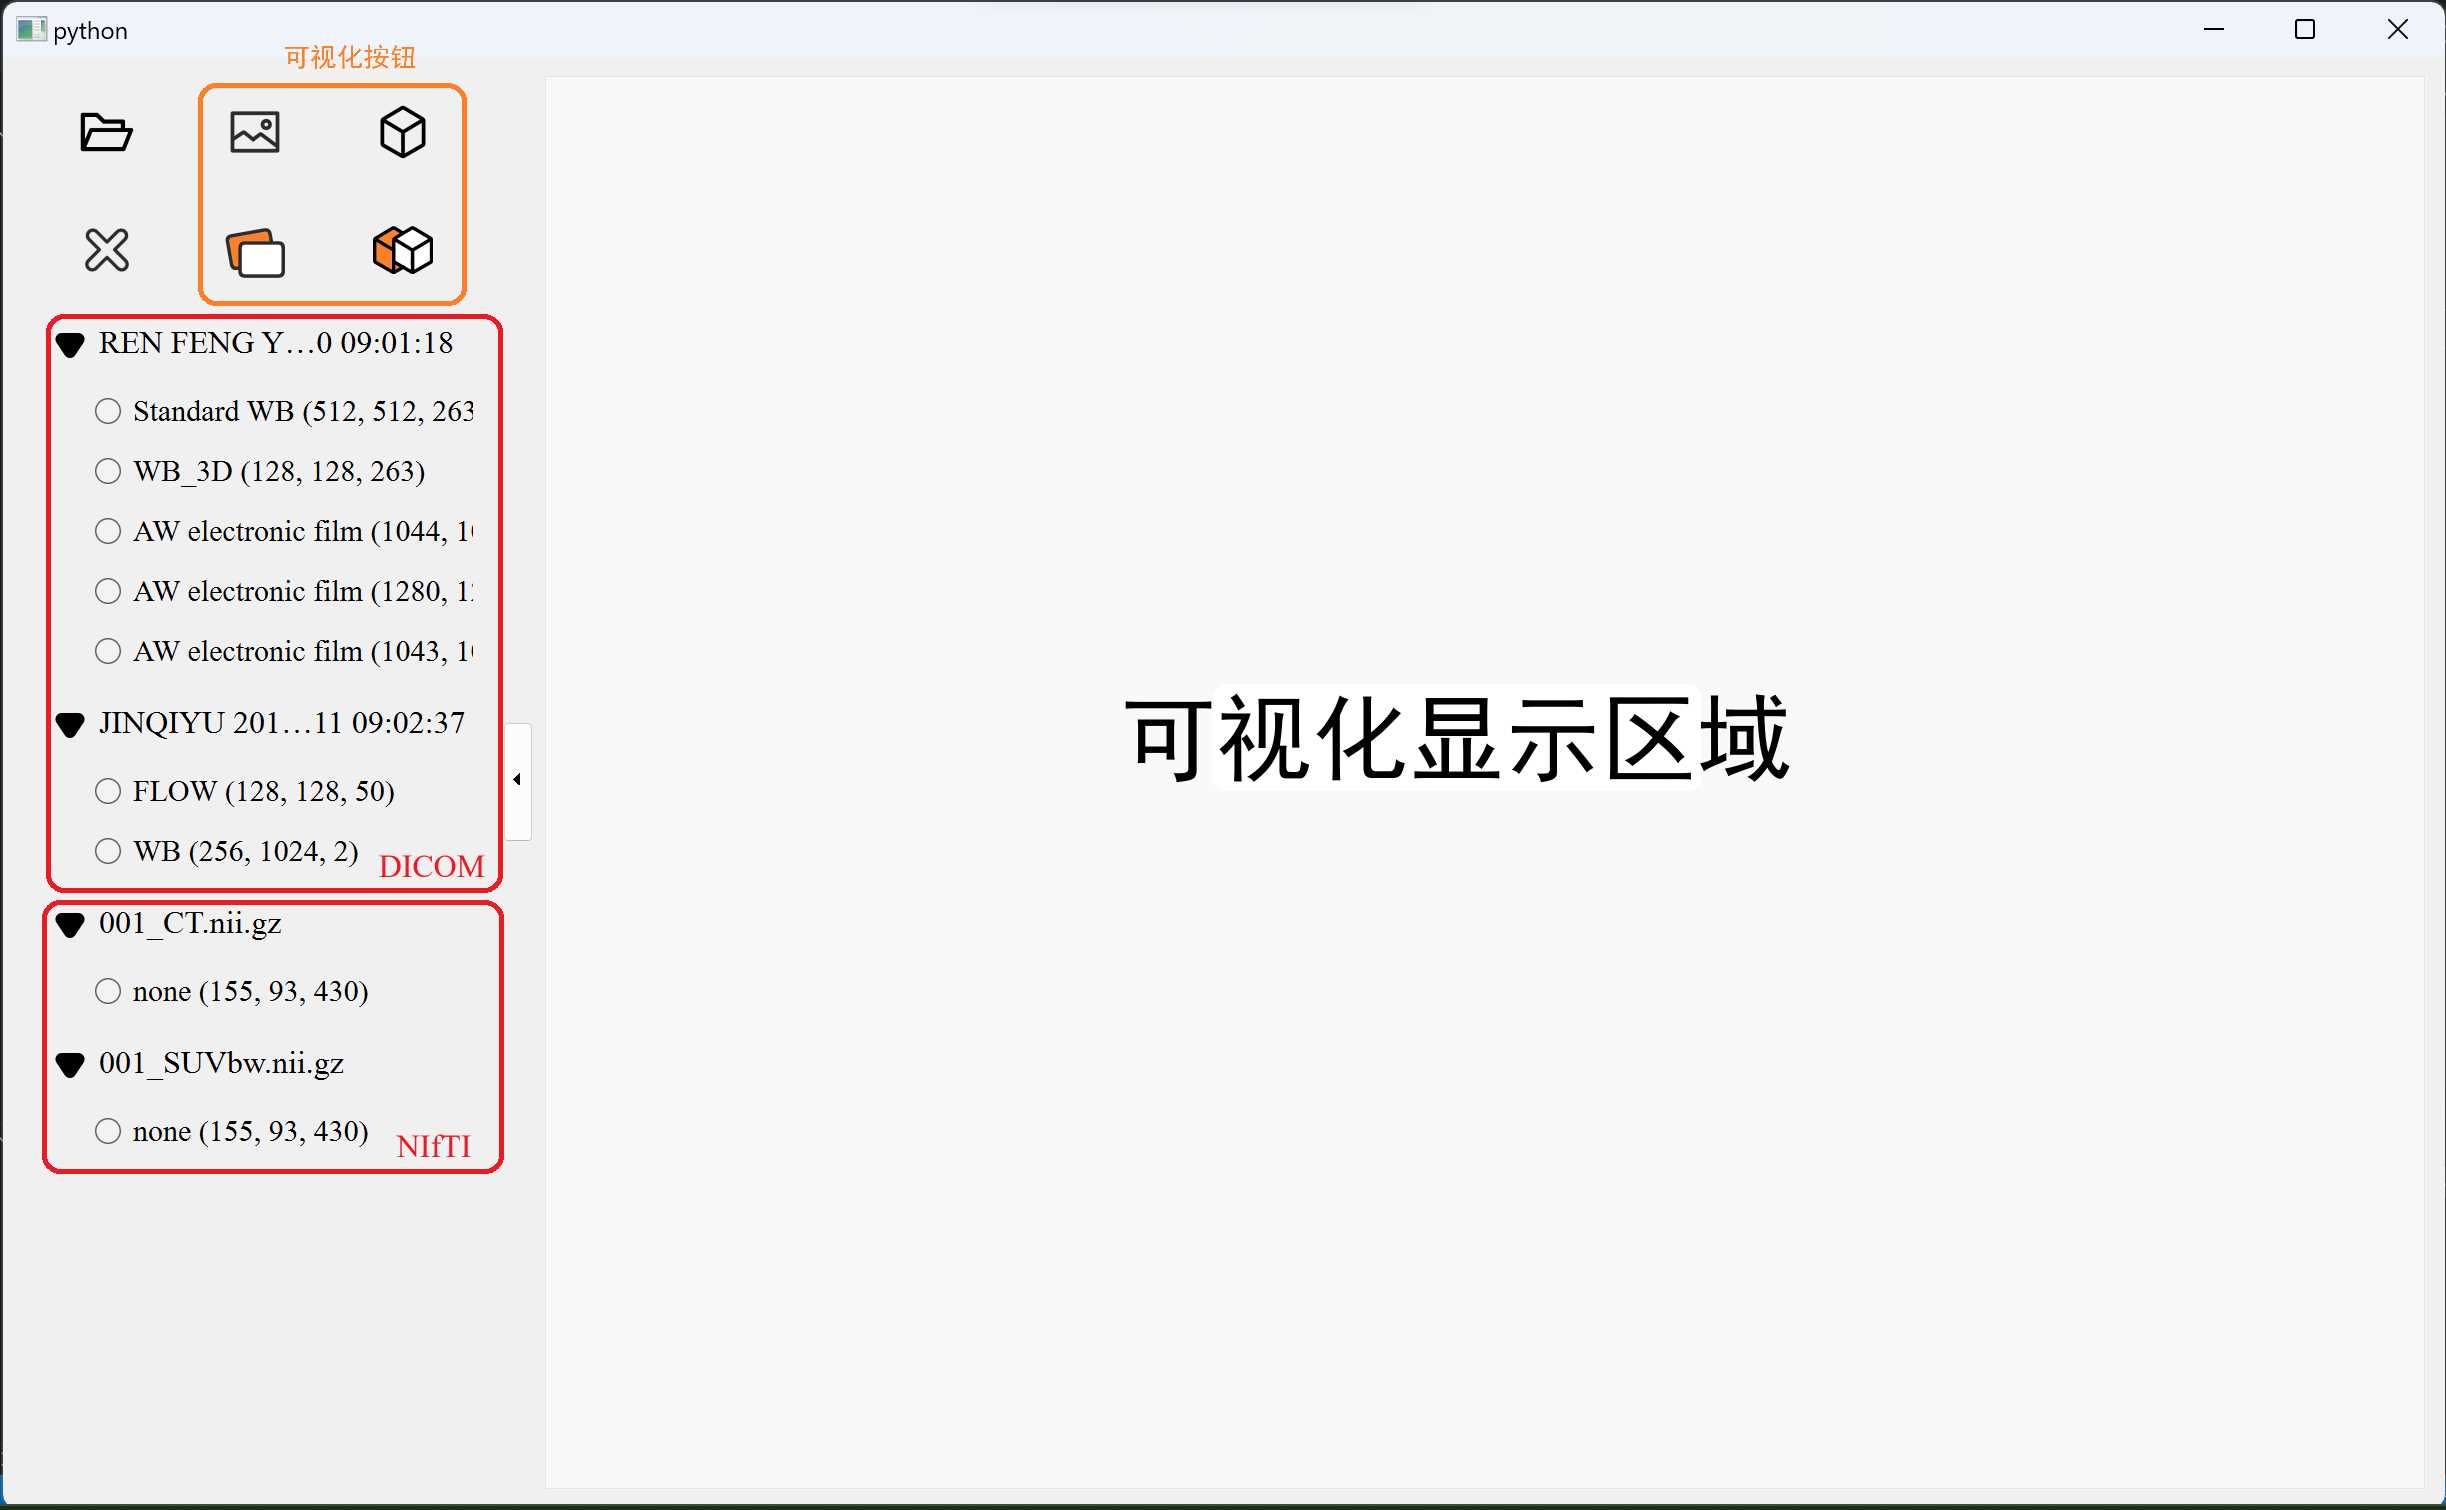 python
可视化按钮
REN FENG Y...0 09:01:18
Standard WB (512, 512, 263
WB_3D (128, 128, 263)
AW electronic film (1044, 1
AW electronic film (1280, 1
AW electronic film (1043, 1
JINQIYU 201...11 09:02:37
FLOW (128, 128, 50)
WB (256, 1024, 2)
DICOM
001_CT.nii.gz
none (155, 93, 430)
001_SUVbw.nii.gz
none (155, 93, 430)
NIfTI
可视化显示区域